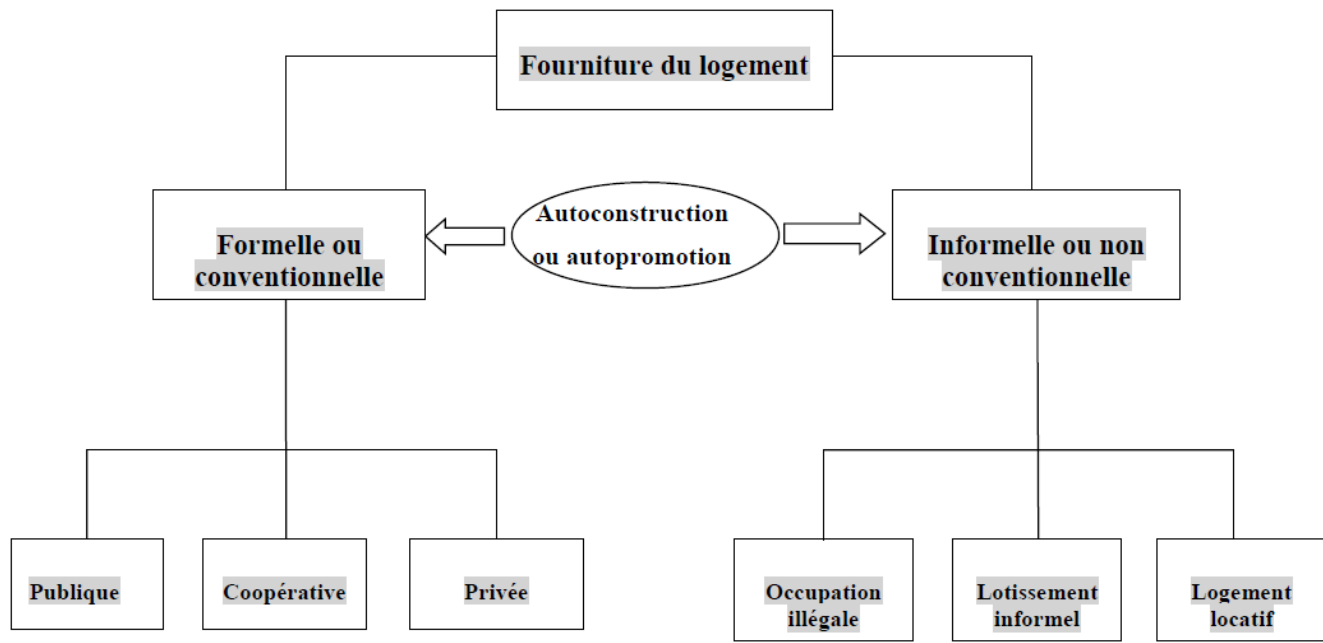 Fourniture du logement
Autoconstruction
ou autopromotion
Formelle ou
conventionnelle
Informelle ou non
conventionnelle
Publique
Coopérative
Privée
Occupation
illégale
Lotissement
informel
Logement
locatif